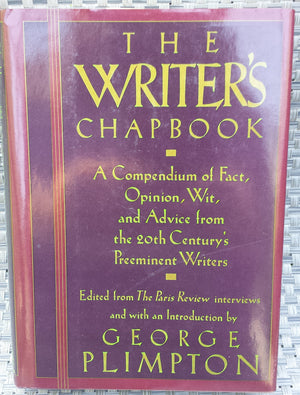 THE
WRITER'S
CHAPBOOK
A Compendium of Fact,
Opinion, Wit,
and Advice from
the 20th Century's
Preeminent Writers
Edited from The Paris Review interviews
and with an Introduction by
GEORGE
PLIMPTON